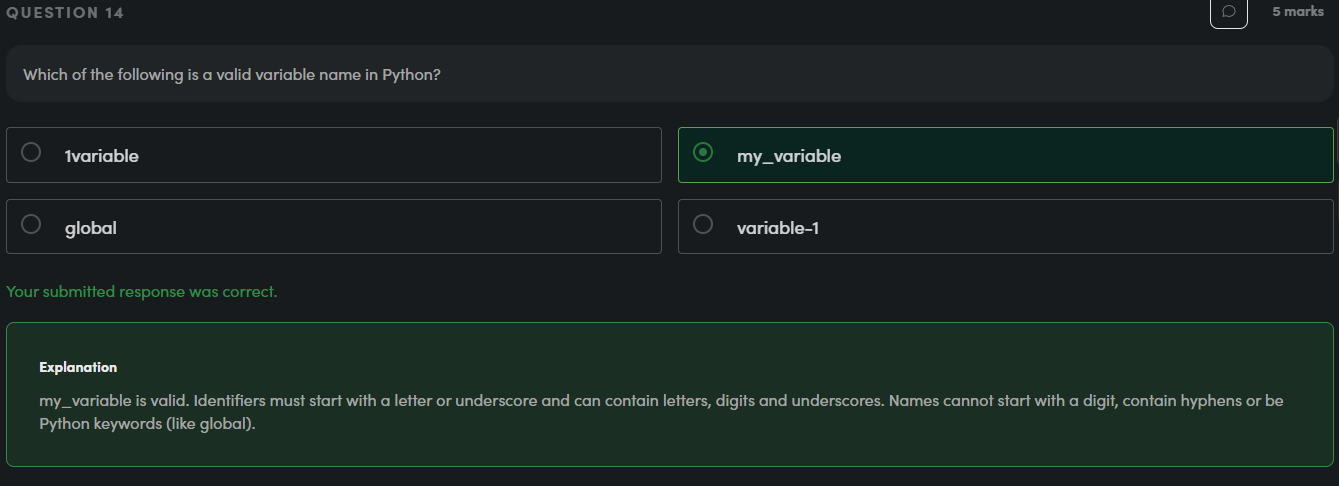 QUESTION 14
5 marks
Which of the following is a valid variable name in Python?
1variable
my_variable
global
variable-1
Your submitted response was correct.
Explanation
my_variable is valid. Identifiers must start with a letter or underscore and can contain letters, digits and underscores. Names cannot start with a digit, contain hyphens or be
Python keywords (like global).